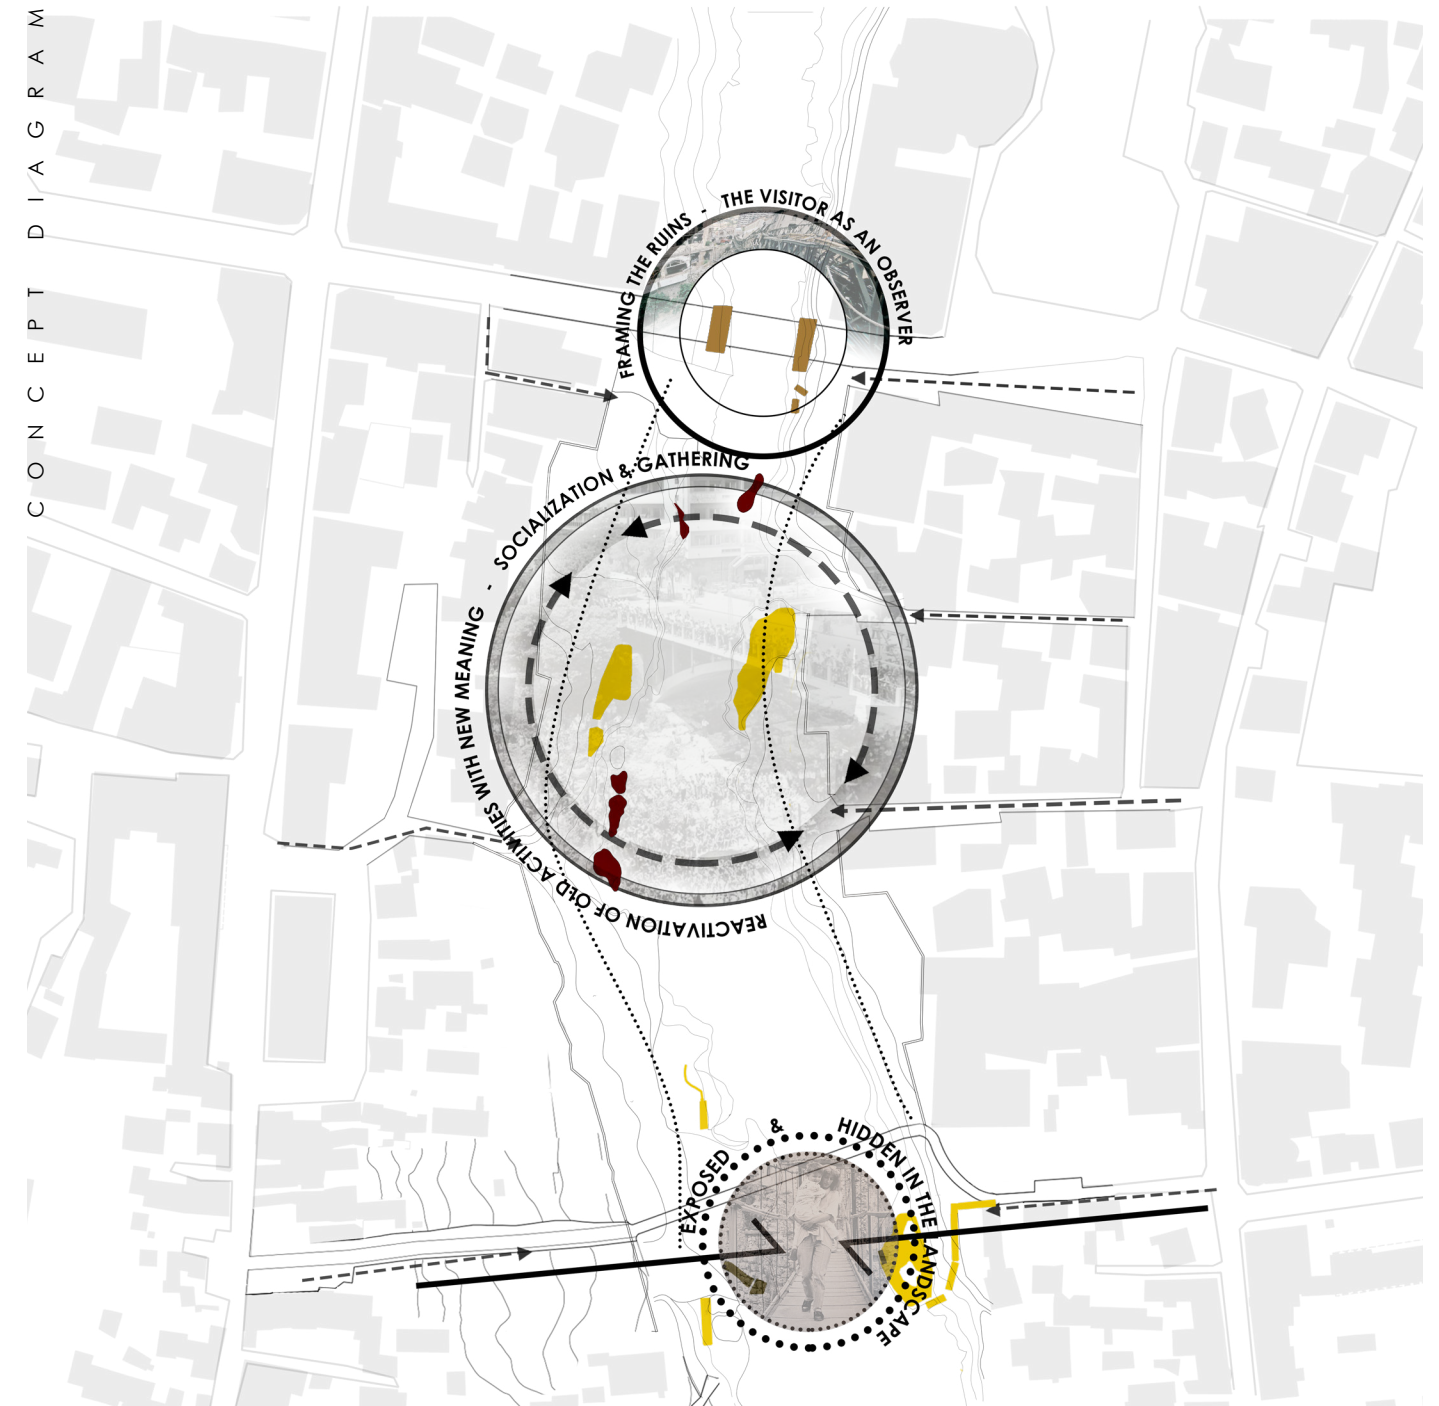 CONCEPT DIAGRAM
FRAMING THE RUINS - THE VISITOR AS AN OBSERVER
REACTIVATION OF OLD ACTIVITIES WITH NEW MEANING - SOCIALIZATION & GATHERING
EXPOSED & HIDDEN IN THE LANDSCAPE